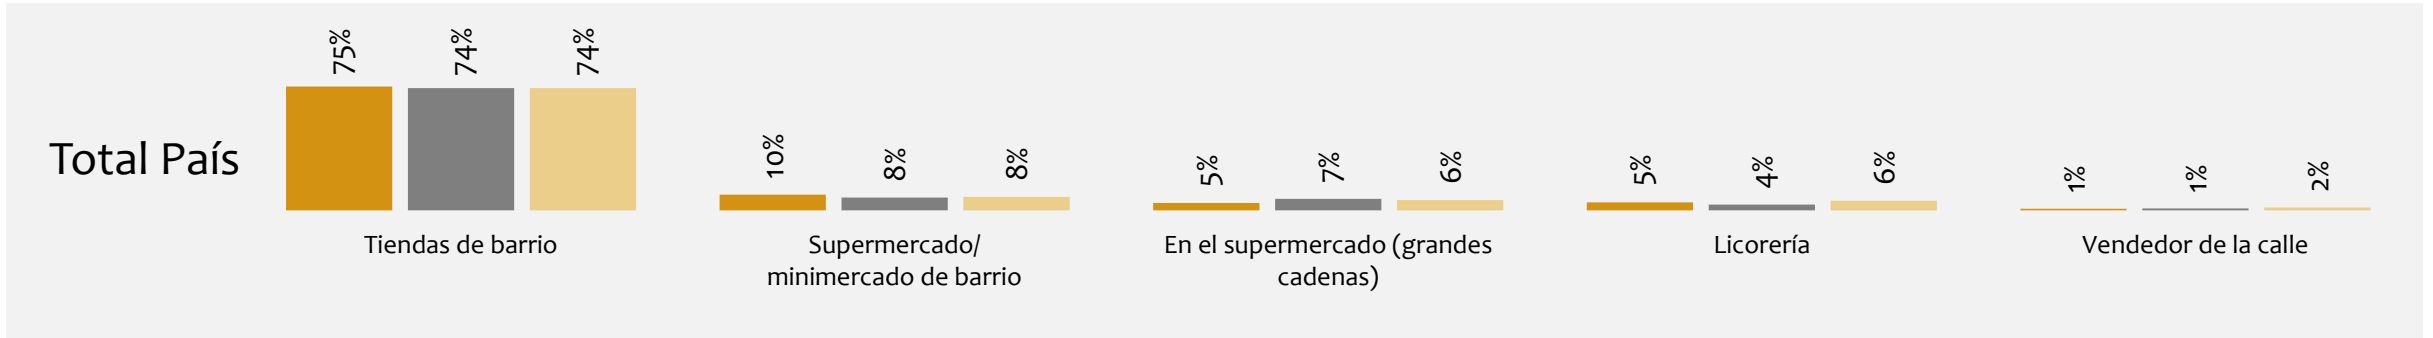 Total País
75% 74% 74%
10% 8% 8%
5% 7% 6%
5% 4% 6%
1% 1% 2%
Tiendas de barrio
Supermercado/
minimercado de barrio
En el supermercado (grandes
cadenas)
Licorería
Vendedor de la calle